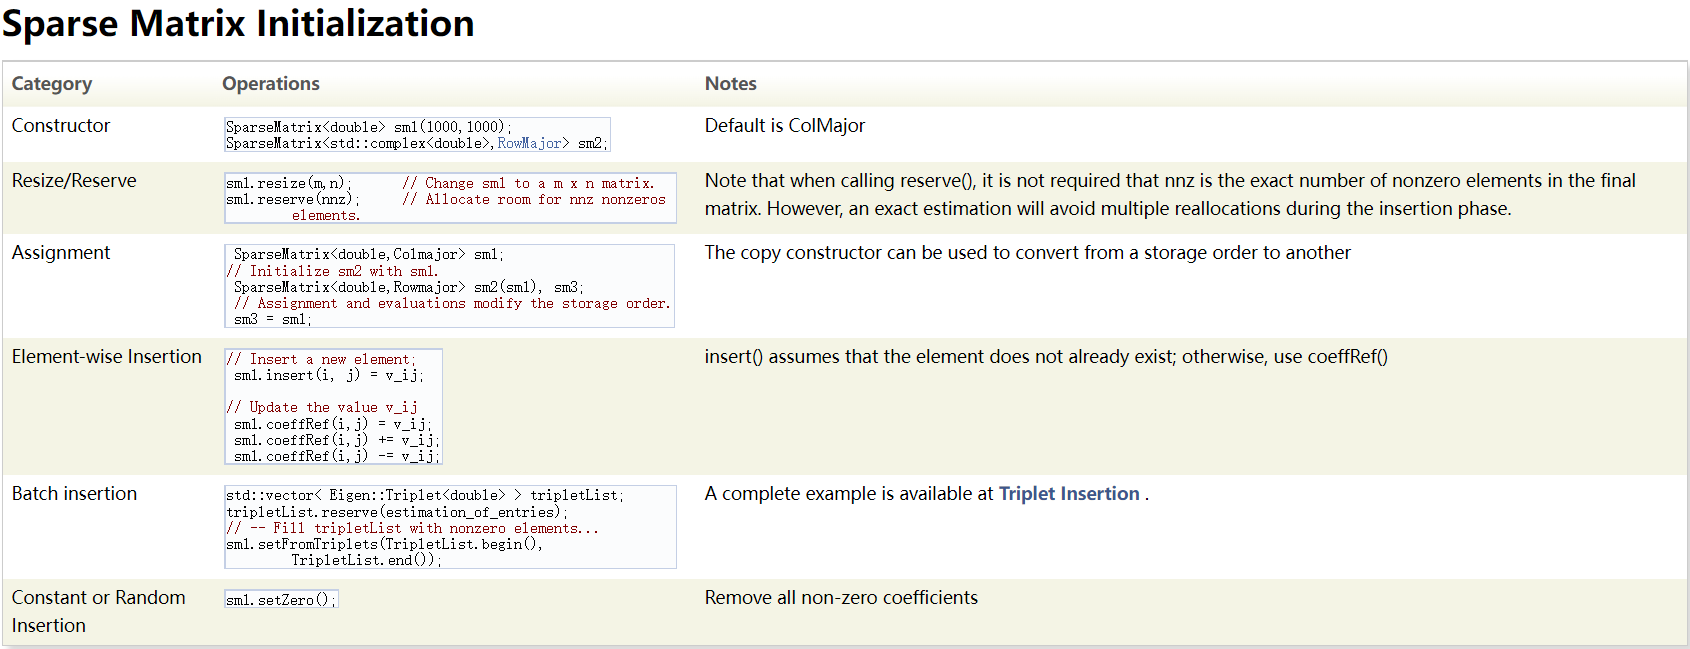 Sparse Matrix Initialization
Category Operations Notes
Constructor
SparseMatrix<double> sm1(1000,1000);
SparseMatrix<std::complex<double>,RowMajor> sm2;
Default is ColMajor
Resize/Reserve
sm1.resize(m,n); // Change sm1 to a m x n matrix.
sm1.reserve(nnz); // Allocate room for nnz nonzeros
elements.
Note that when calling reserve(), it is not required that nnz is the exact number of nonzero elements in the final
matrix. However, an exact estimation will avoid multiple reallocations during the insertion phase.
Assignment
SparseMatrix<double,Colmajor> sm1;
// Initialize sm2 with sm1.
SparseMatrix<double,Rowmajor> sm2(sm1), sm3;
// Assignment and evaluations modify the storage order.
sm3 = sm1;
The copy constructor can be used to convert from a storage order to another
Element-wise Insertion
// Insert a new element;
sm1.insert(i, j) = v_ij;
// Update the value v_ij
sm1.coeffRef(i,j) = v_ij;
sm1.coeffRef(i,j) += v_ij;
sm1.coeffRef(i,j) -= v_ij;
insert() assumes that the element does not already exist; otherwise, use coeffRef()
Batch insertion
std::vector< Eigen::Triplet<double> > tripletList;
tripletList.reserve(estimation_of_entries);
// -- Fill tripletList with nonzero elements...
sm1.setFromTriplets(TripletList.begin(),
TripletList.end());
A complete example is available at Triplet Insertion .
Constant or Random
Insertion
sm1.setZero();
Remove all non-zero coefficients